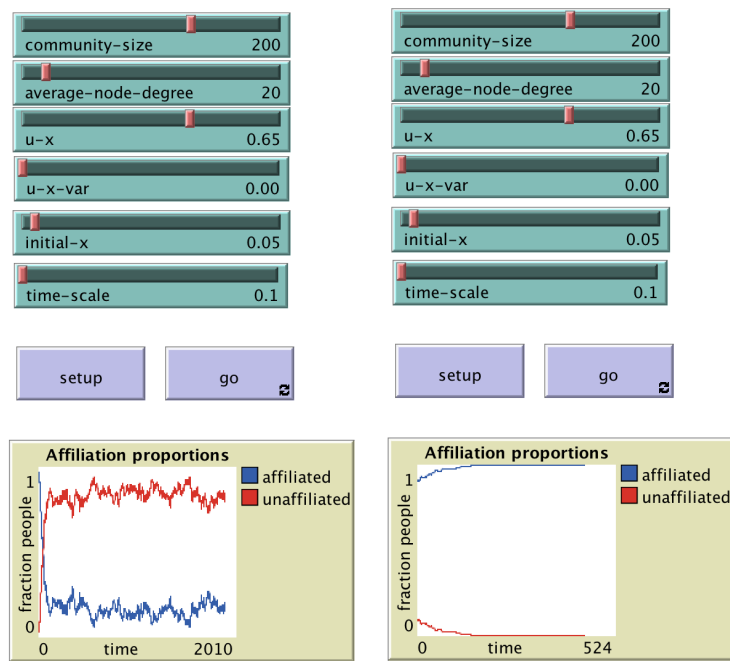 community-size 200
average-node-degree 20
u-x 0.65
u-x-var 0.00
initial-x 0.05
time-scale 0.1
setup go
Affiliation proportions
affiliated
unaffiliated
fraction people
1
0
0 time 2010
community-size 200
average-node-degree 20
u-x 0.65
u-x-var 0.00
initial-x 0.05
time-scale 0.1
setup go
Affiliation proportions
affiliated
unaffiliated
fraction people
1
0
0 time 524